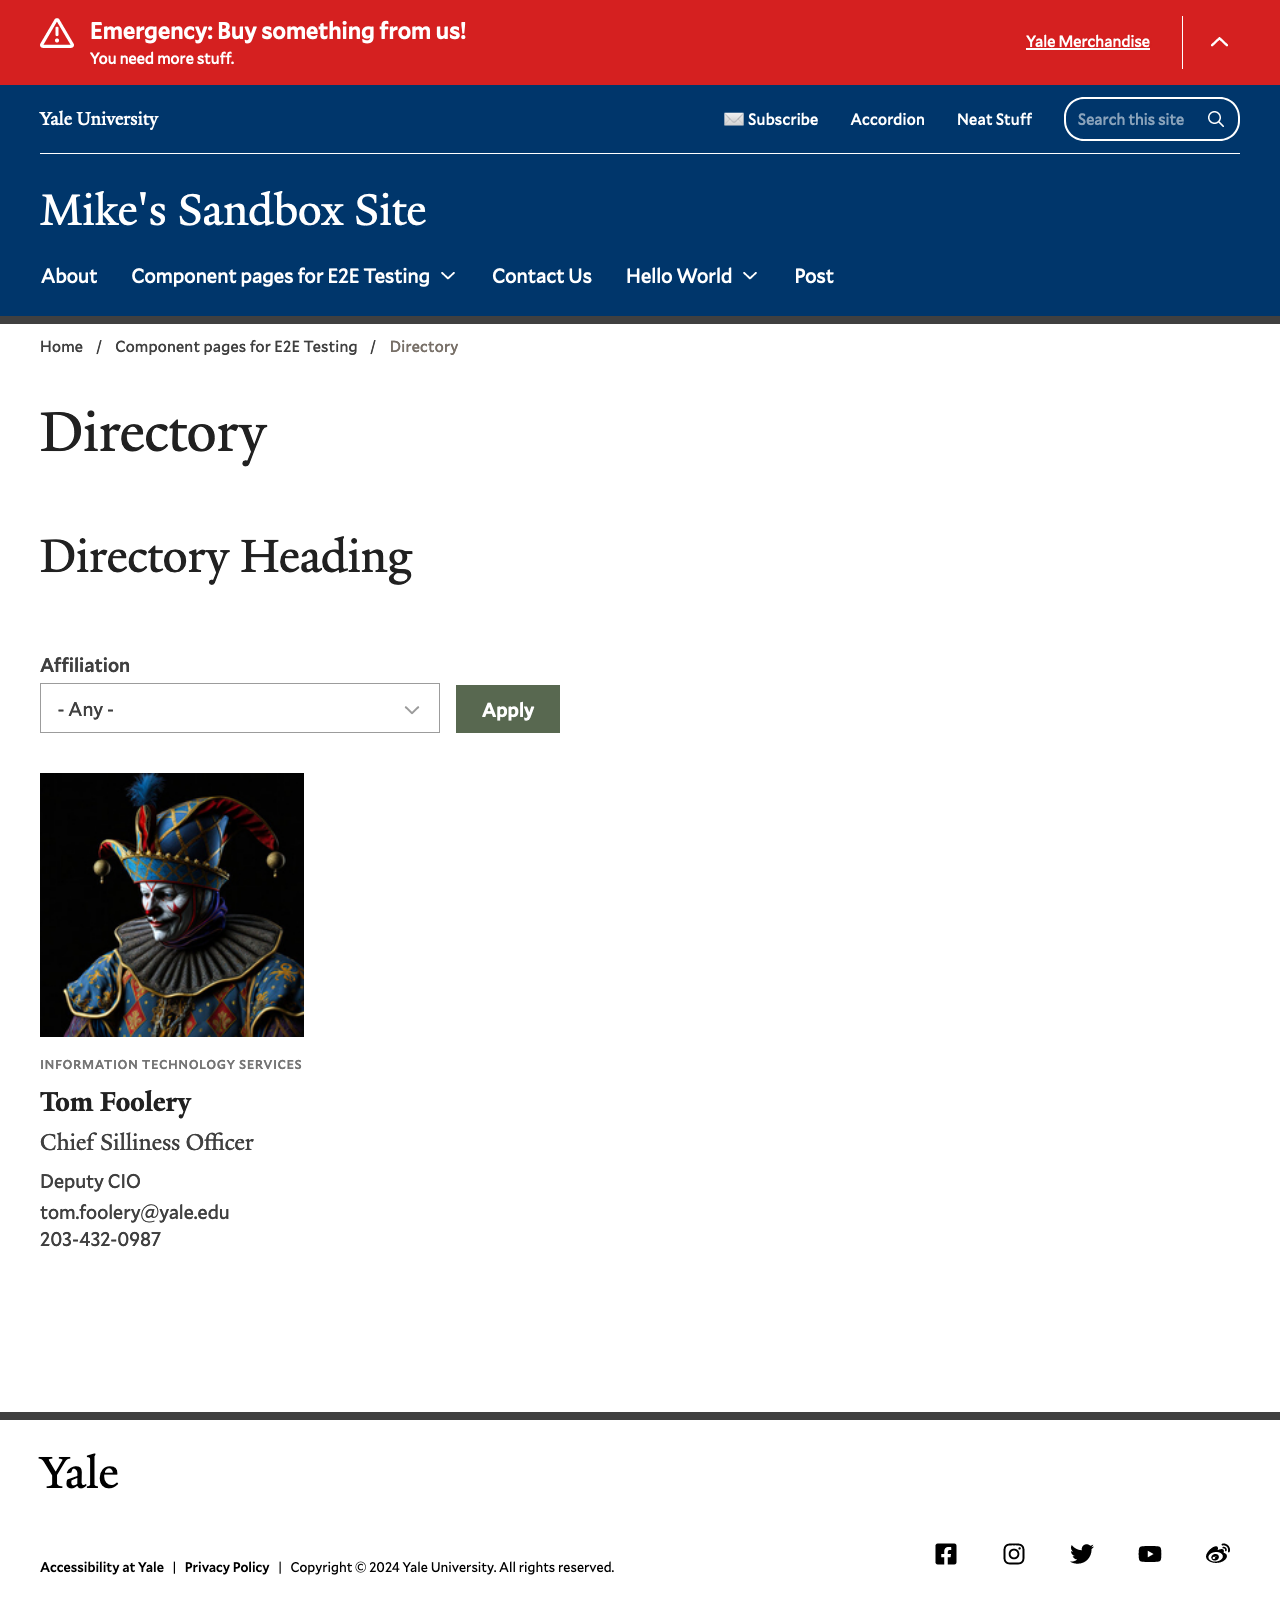 Emergency: Buy something from us!
You need more stuff.
Yale Merchandise
Yale University
Subscribe
Accordion
Neat Stuff
Search this site
Mike's Sandbox Site
About
Component pages for E2E Testing
Contact Us
Hello World
Post
Home / Component pages for E2E Testing / Directory
Directory
Directory Heading
Affiliation
- Any -
Apply
INFORMATION TECHNOLOGY SERVICES
Tom Foolery
Chief Silliness Officer
Deputy CIO
tom.foolery@yale.edu
203-432-0987
Yale
Accessibility at Yale | Privacy Policy | Copyright © 2024 Yale University. All rights reserved.